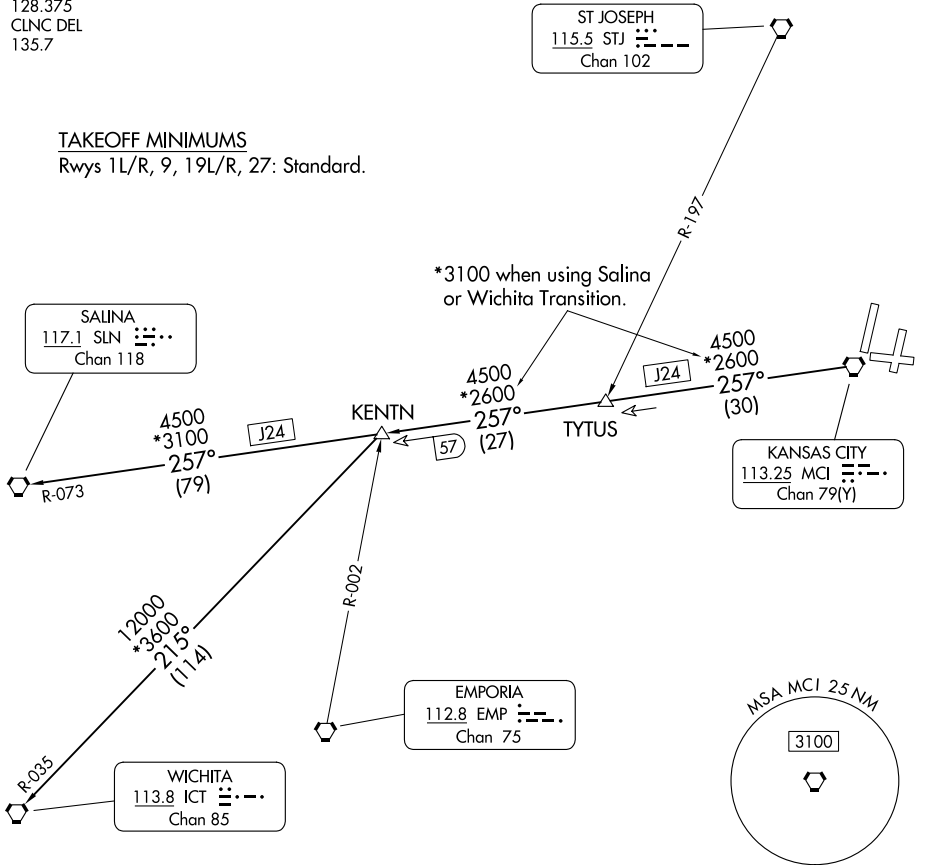 128.375
CLNC DEL
135.7
ST JOSEPH
115.5 STJ
Chan 102
TAKEOFF MINIMUMS
Rwys 1L/R, 9, 19L/R, 27: Standard.
R-197
*3100 when using Salina
or Wichita Transition.
SALINA
117.1 SLN
Chan 118
4500
*2600
257°
(30)
J24
4500
*2600
257°
(27)
TYTUS
KENTN
57
4500
*3100
257°
(79)
J24
R-073
KANSAS CITY
113.25 MCI
Chan 79(Y)
R-002
12000
*3600
215°
(114)
R-035
EMPORIA
112.8 EMP
Chan 75
WICHITA
113.8 ICT
Chan 85
MSA MCI 25 NM
3100